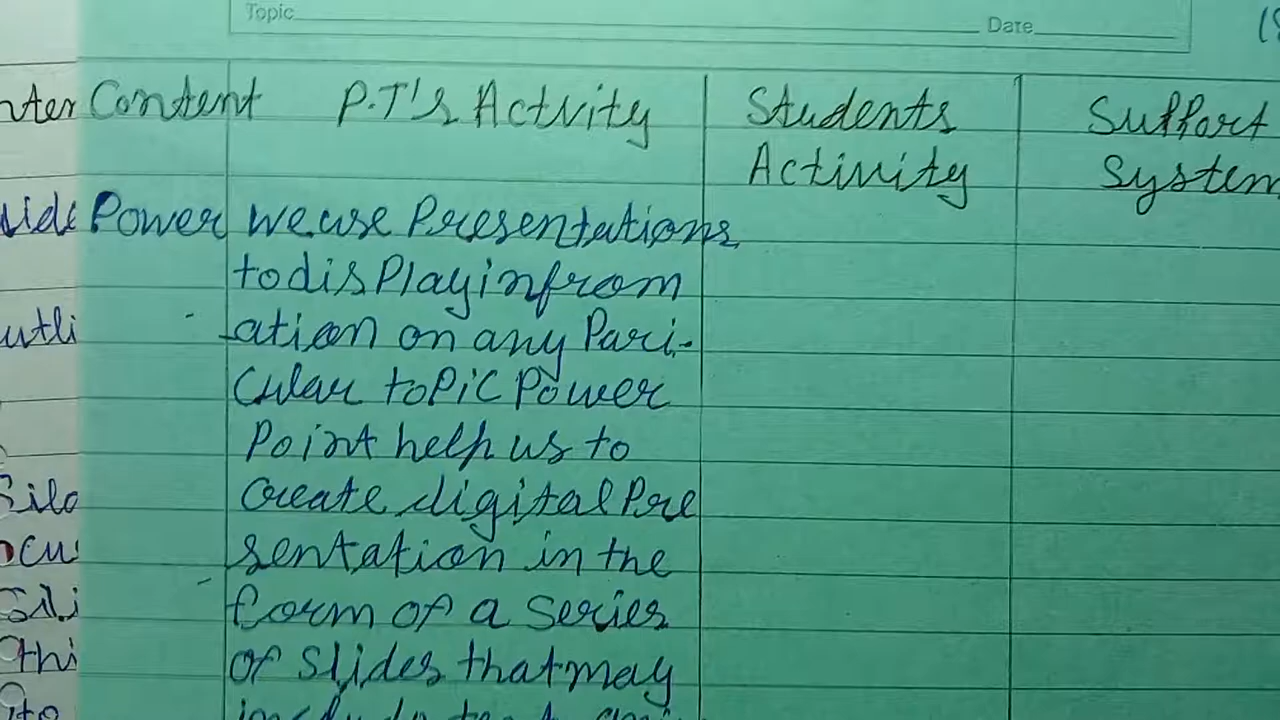 Topic
Date
Content P.T's Activity Students Support
Activity System
Power we use Presentations
to display infrom
ation on any Pari-
cular topic Power
Point help us to
Create digital Pre
sentation in the
form of a series
of slides that may